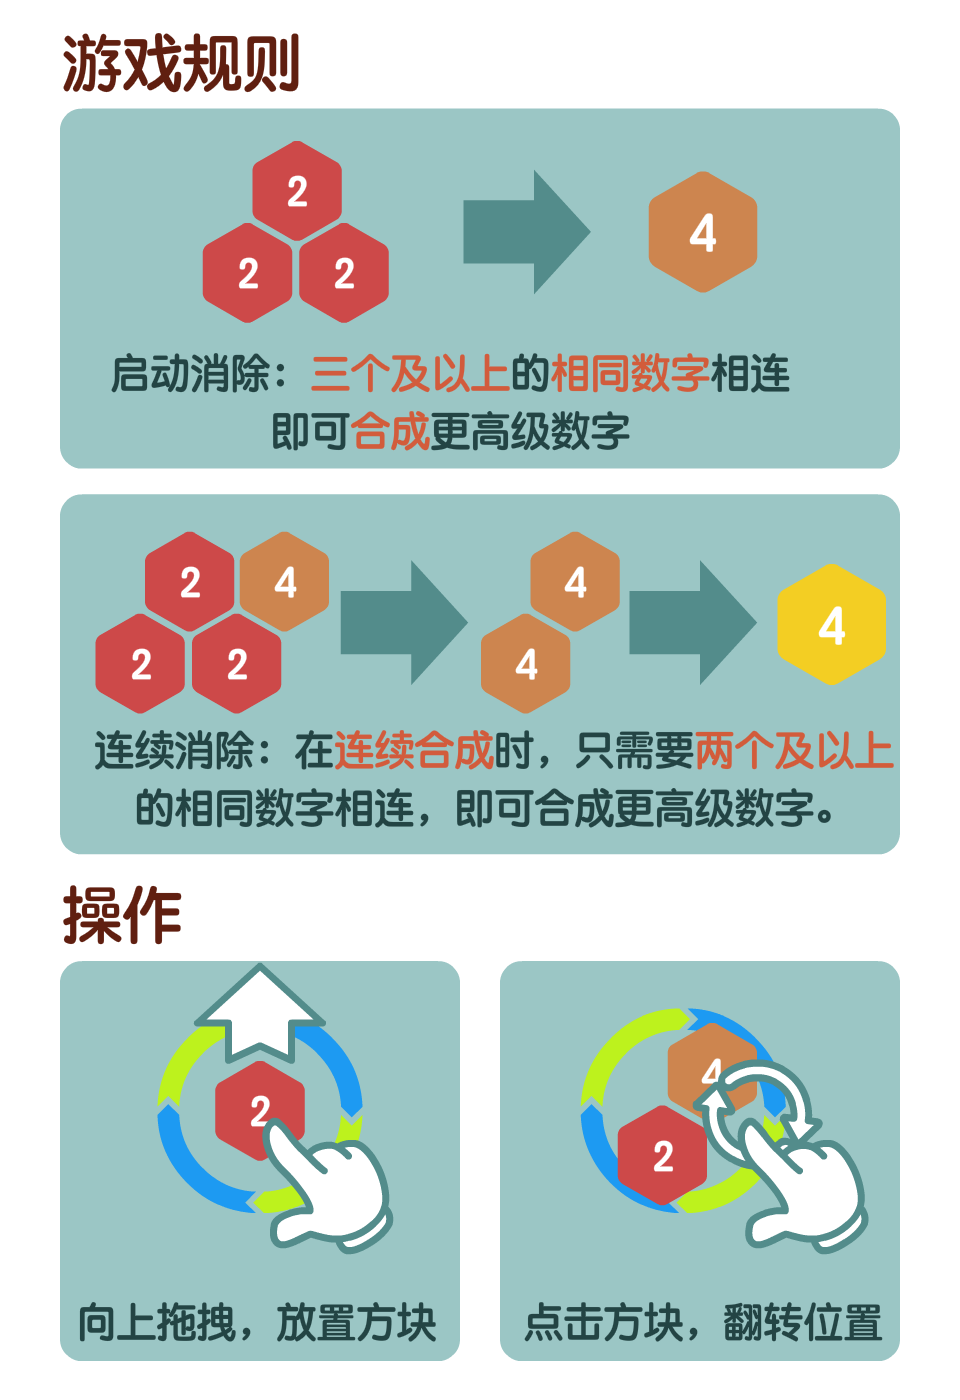 游戏规则
2
2 2
4
启动消除：三个及以上的相同数字相连
即可合成更高级数字
2 4
2 2
4
4
4
连续消除：在连续合成时，只需要两个及以上
的相同数字相连，即可合成更高级数字。
操作
2
向上拖拽，放置方块
4
2
点击方块，翻转位置